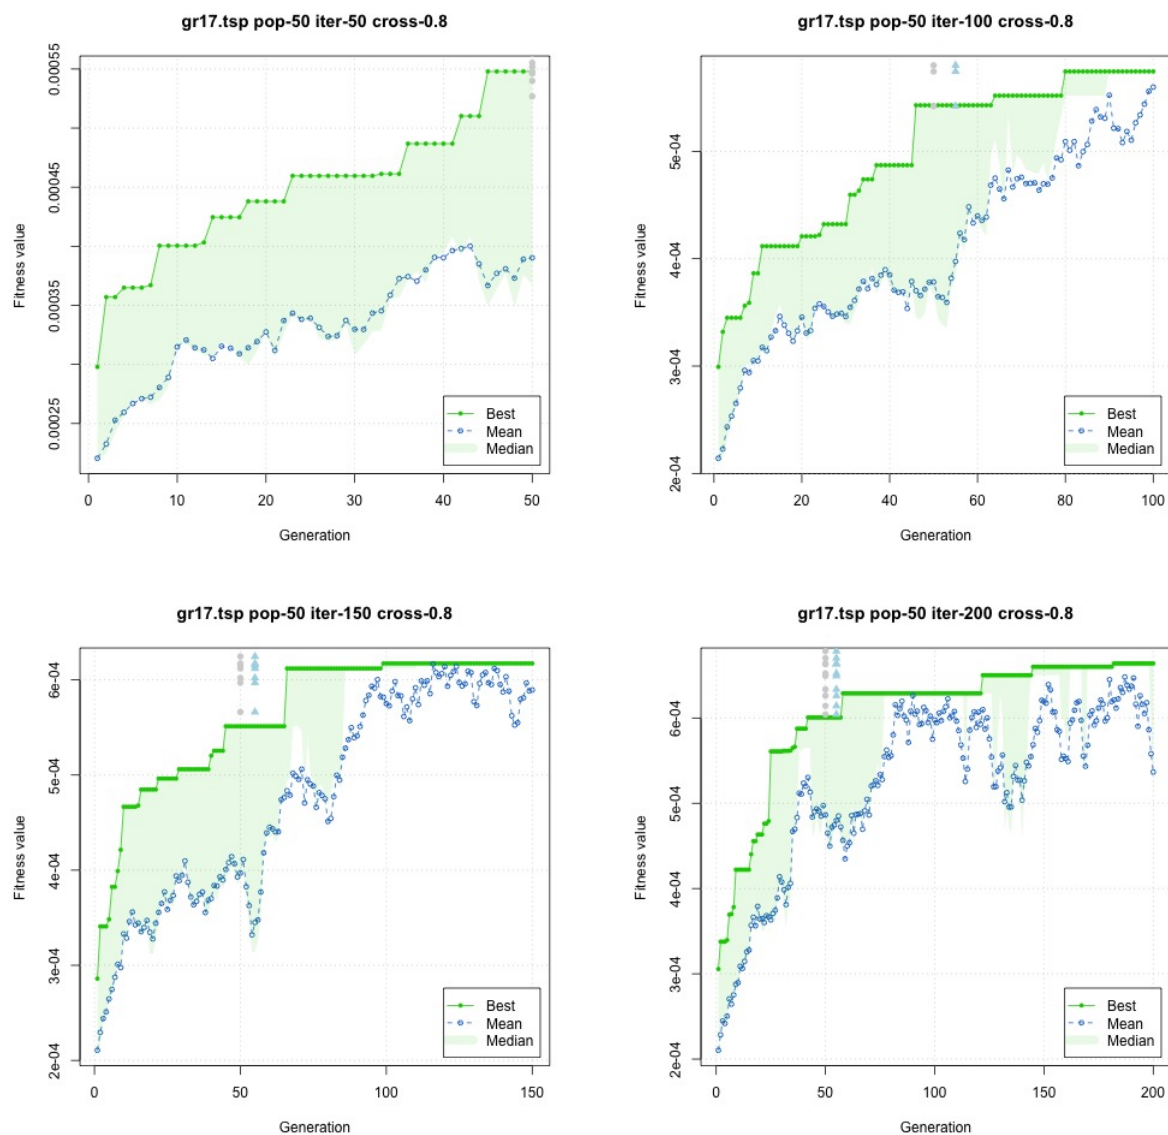 gr17.tsp pop-50 iter-50 cross-0.8
Fitness value
0.00055
0.00045
0.00035
0.00025
Best
Mean
Median
0 10 20 30 40 50
Generation
gr17.tsp pop-50 iter-100 cross-0.8
Fitness value
5e-04
4e-04
3e-04
2e-04
Best
Mean
Median
0 20 40 60 80 100
Generation
gr17.tsp pop-50 iter-150 cross-0.8
Fitness value
6e-04
5e-04
4e-04
3e-04
2e-04
Best
Mean
Median
0 50 100 150
Generation
gr17.tsp pop-50 iter-200 cross-0.8
Fitness value
6e-04
5e-04
4e-04
3e-04
2e-04
Best
Mean
Median
0 50 100 150 200
Generation